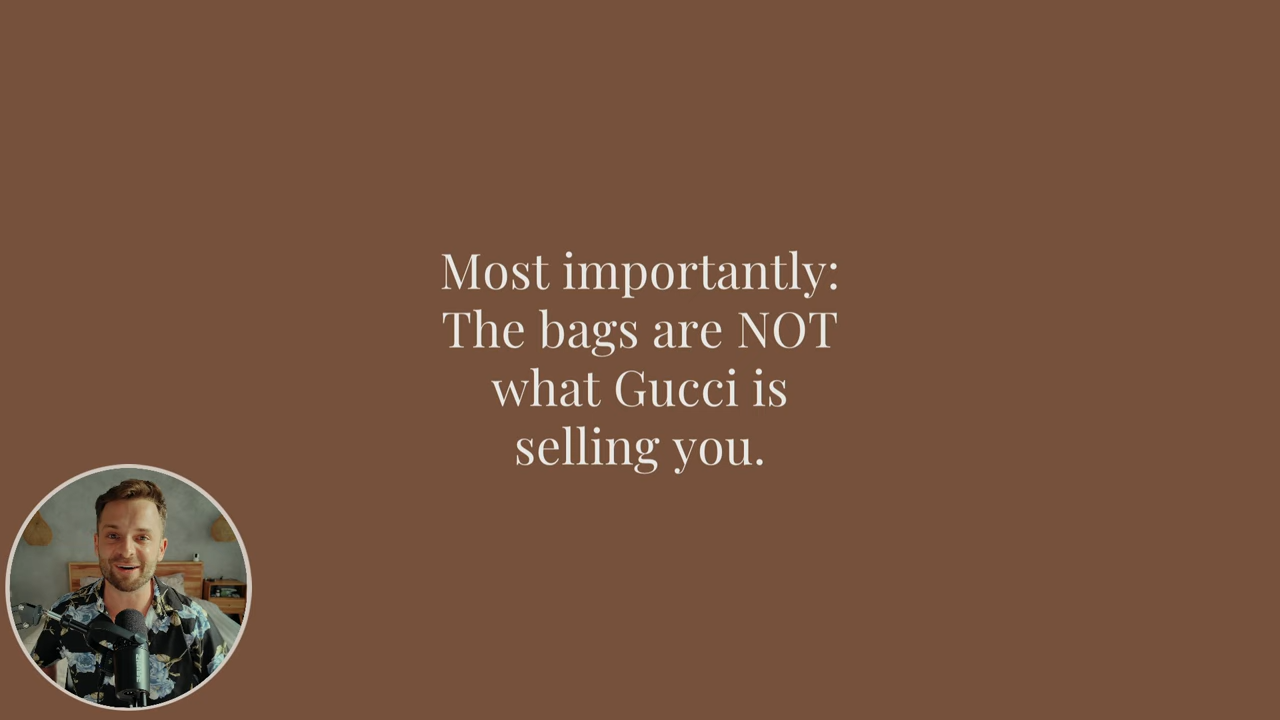 Most importantly:
The bags are NOT
what Gucci is
selling you.